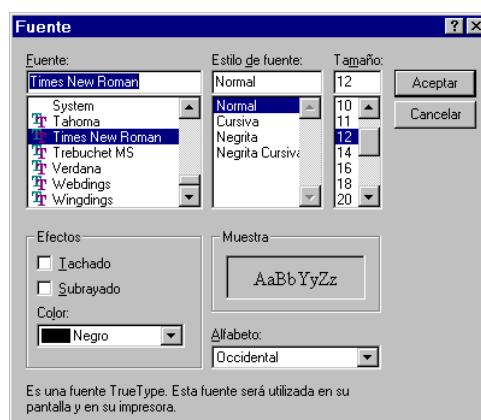 Fuente
Fuente:
Times New Roman
System
Tahoma
Times New Roman
Trebuchet MS
Verdana
Webdings
Wingdings
Estilo de fuente:
Normal
Normal
Cursiva
Negrita
Negrita Cursiva
Tamaño:
12
10
11
12
14
16
18
20
Aceptar
Cancelar
Efectos
Tachado
Subrayado
Color:
Negro
Muestra
AaBbYyZz
Alfabeto:
Occidental
Es una fuente TrueType. Esta fuente será utilizada en su
pantalla y en su impresora.